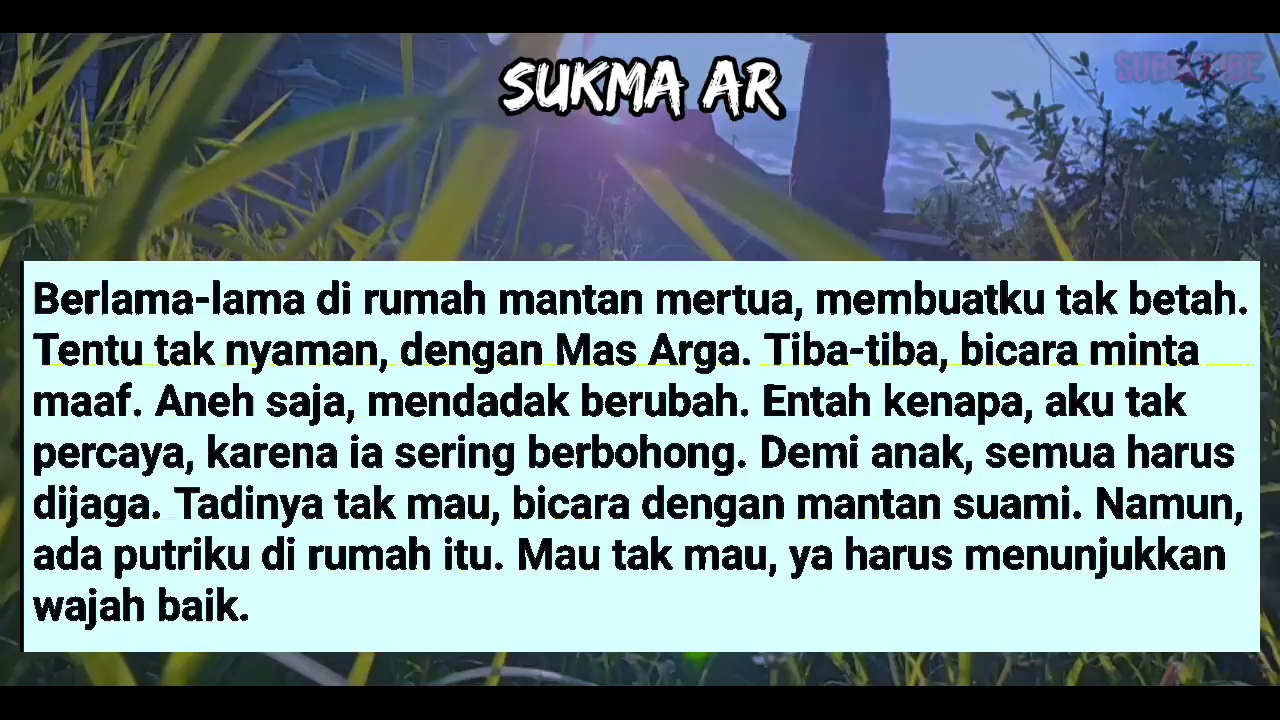 SUKMA AR
SUBSCRIBE
Berlama-lama di rumah mantan mertua, membuatku tak betah.
Tentu tak nyaman, dengan Mas Arga. Tiba-tiba, bicara minta
maaf. Aneh saja, mendadak berubah. Entah kenapa, aku tak
percaya, karena ia sering berbohong. Demi anak, semua harus
dijaga. Tadinya tak mau, bicara dengan mantan suami. Namun,
ada putriku di rumah itu. Mau tak mau, ya harus menunjukkan
wajah baik.